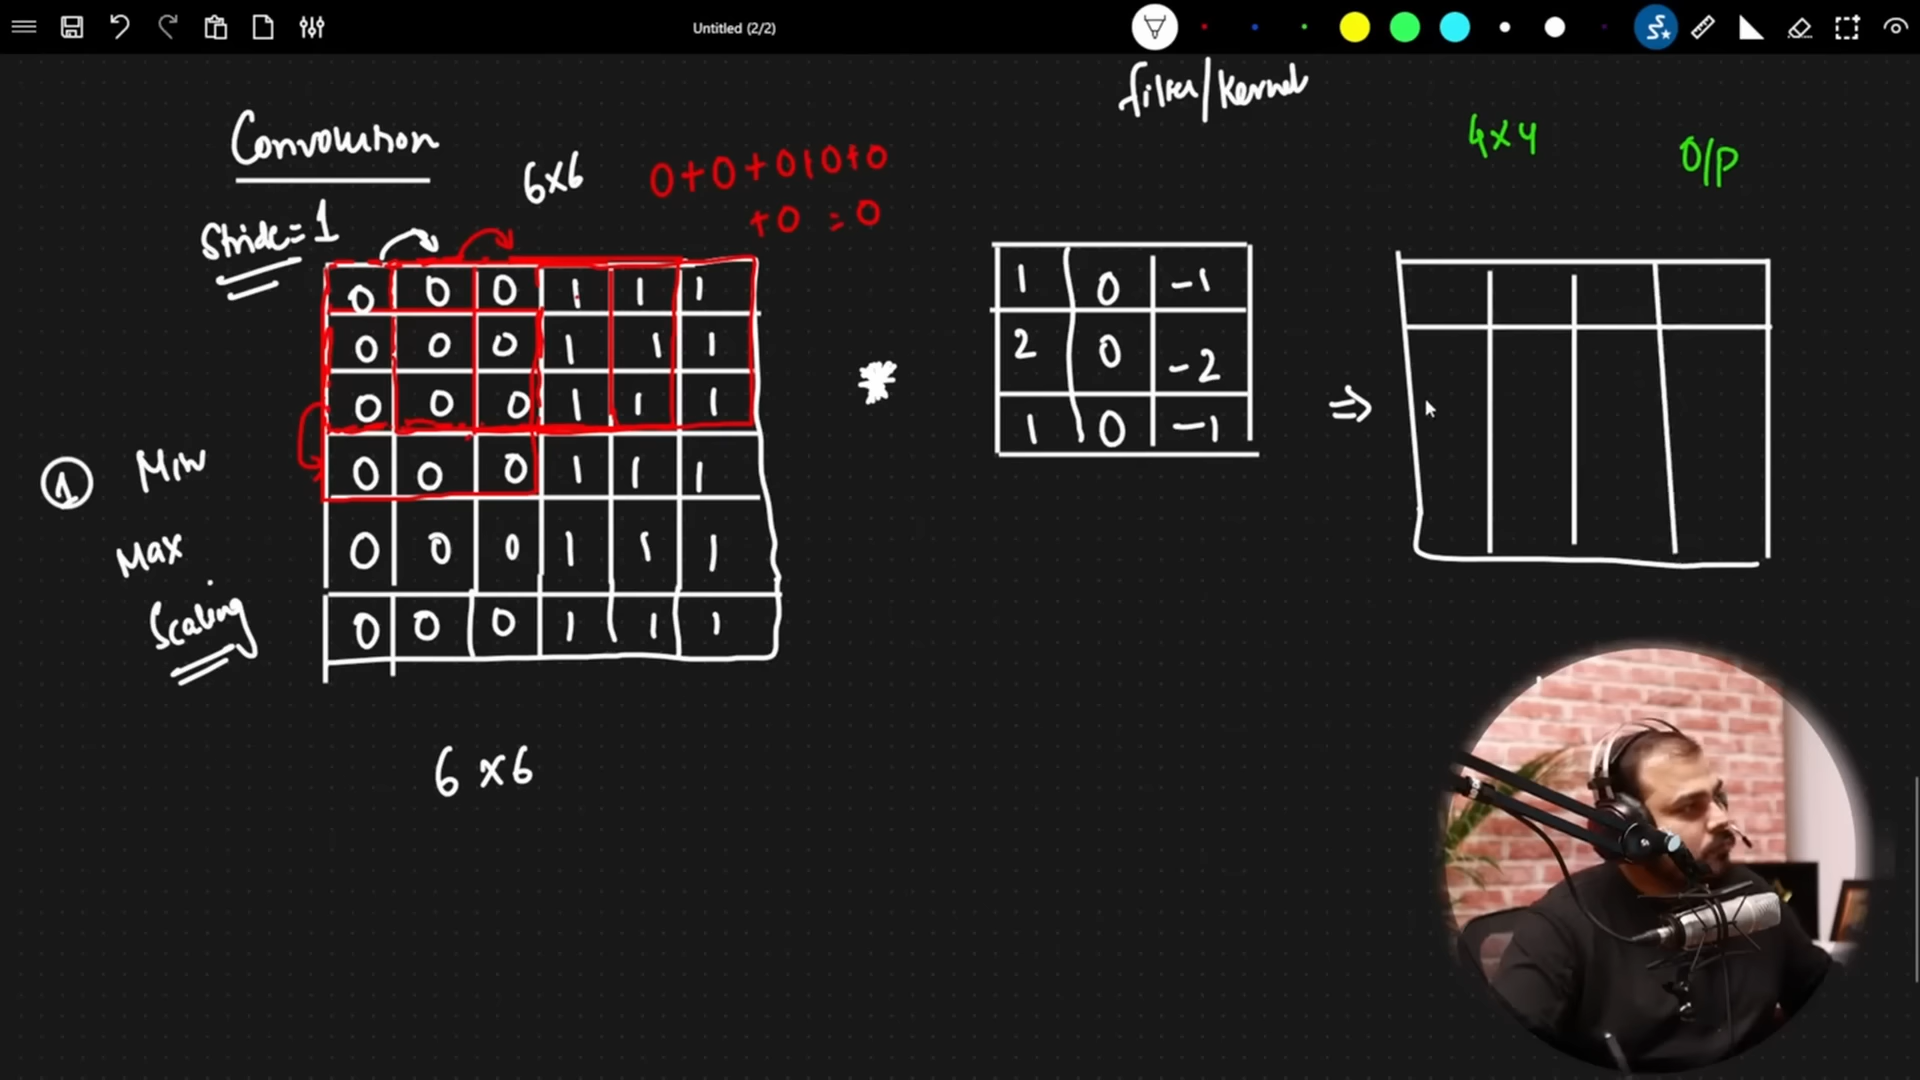 Untitled (2/2)
filter/kernel
Convolution
4x4
O/p
6x6
0+0+0+0+0
+0 = 0
Stride=1
0 0 0 1 1 1
0 0 0 1 1 1
0 0 0 1 1 1
0 0 0 1 1 1
0 0 0 1 1 1
0 0 0 1 1 1
1 0 -1
2 0 -2
1 0 -1
*
⇒
① Min
Max
Scaling
6 x 6